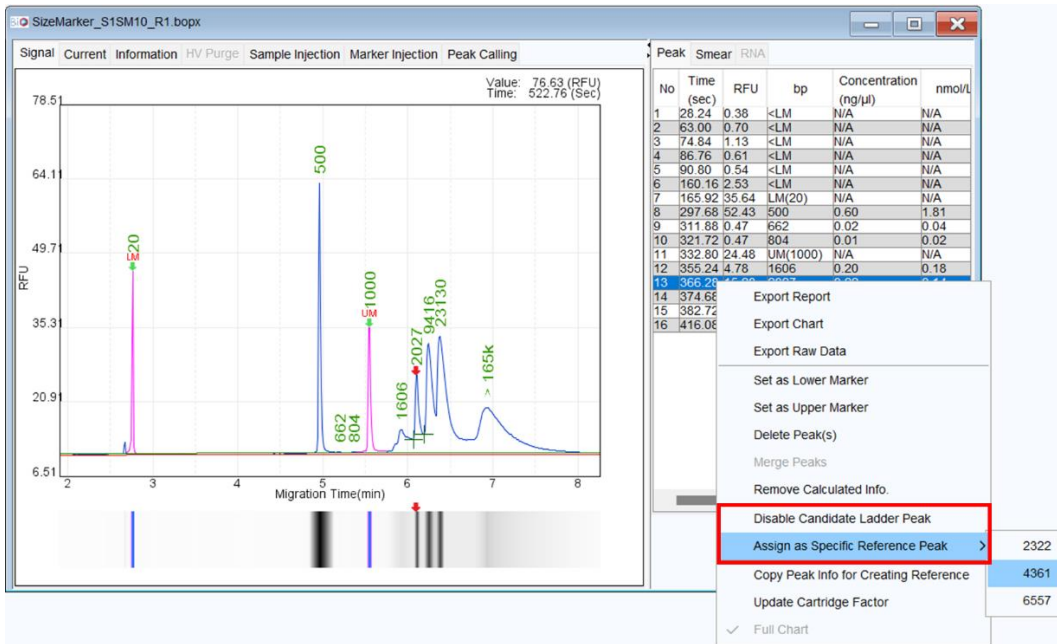 SizeMarker_S1SM10_R1.bopx
Signal Current Information HV Purge Sample Injection Marker Injection Peak Calling
Value: 76.63 (RFU)
Time: 522.76 (Sec)
78.51
64.11
49.71
35.31
20.91
6.51
RFU
20
LM
500
662
804
1000
UM
1606
2027
9416
23130
> 165k
2 3 4 5 6 7 8
Migration Time(min)
Peak Smear RNA
No Time (sec) RFU bp Concentration (ng/µl) nmol/L
1 28.24 0.38 <LM N/A N/A
2 63.00 0.70 <LM N/A N/A
3 74.84 1.13 <LM N/A N/A
4 86.76 0.61 <LM N/A N/A
5 90.80 0.54 <LM N/A N/A
6 160.16 2.53 <LM N/A N/A
7 165.92 35.64 LM(20) N/A N/A
8 297.68 52.43 500 0.60 1.81
9 311.88 0.47 662 0.02 0.04
10 321.72 0.47 804 0.01 0.02
11 332.80 24.48 UM(1000) N/A N/A
12 355.24 4.78 1606 0.20 0.18
13 366.28
14 374.68
15 382.72
16 416.08
Export Report
Export Chart
Export Raw Data
Set as Lower Marker
Set as Upper Marker
Delete Peak(s)
Merge Peaks
Remove Calculated Info.
Disable Candidate Ladder Peak
Assign as Specific Reference Peak >
Copy Peak Info for Creating Reference
Update Cartridge Factor
Full Chart
2322
4361
6557